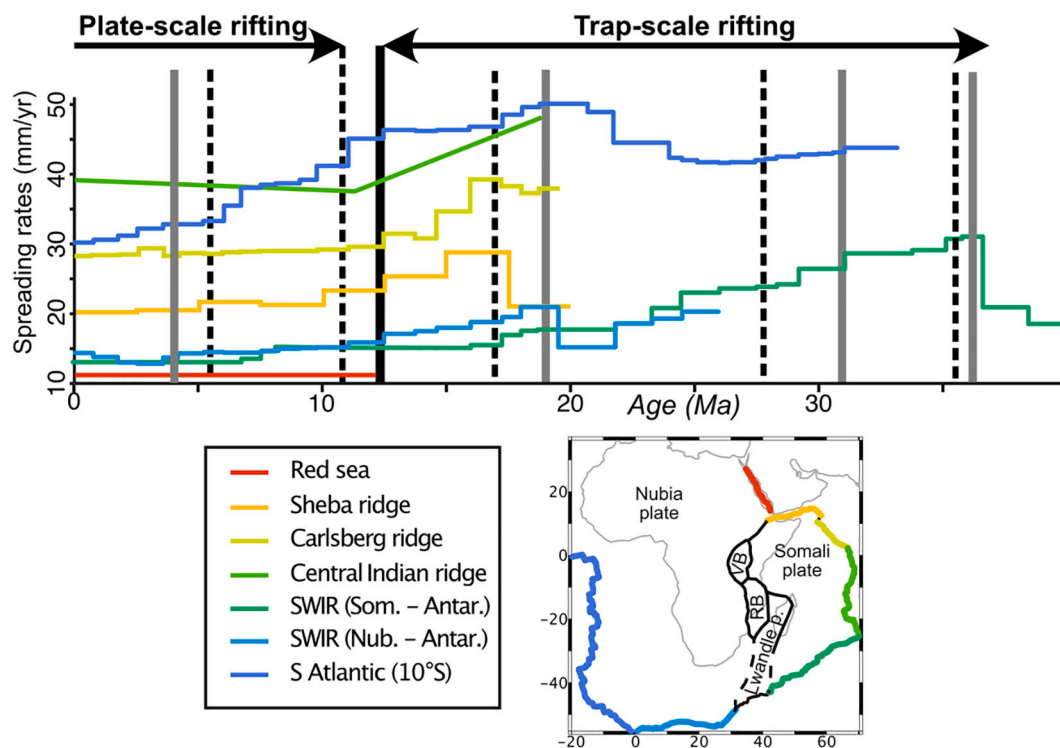 Plate-scale rifting
Trap-scale rifting
Spreading rates (mm/yr)
50
40
30
20
10
0
10
20
30
Age (Ma)
Red sea
Sheba ridge
Carlsberg ridge
Central Indian ridge
SWIR (Som. – Antar.)
SWIR (Nub. – Antar.)
S Atlantic (10°S)
20
0
−20
−40
−20
0
20
40
60
Nubia
plate
Somali
plate
VB
RB
Lwandle p.